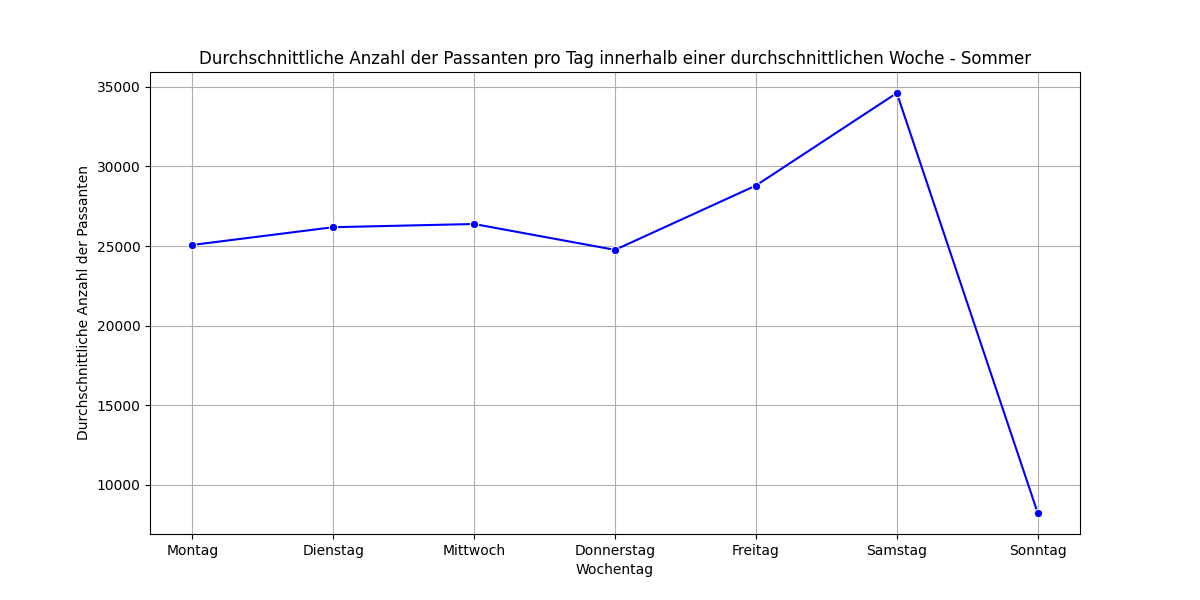 Durchschnittliche Anzahl der Passanten pro Tag innerhalb einer durchschnittlichen Woche - Sommer
Durchschnittliche Anzahl der Passanten
35000
30000
25000
20000
15000
10000
Montag
Dienstag
Mittwoch
Donnerstag
Freitag
Samstag
Sonntag
Wochentag